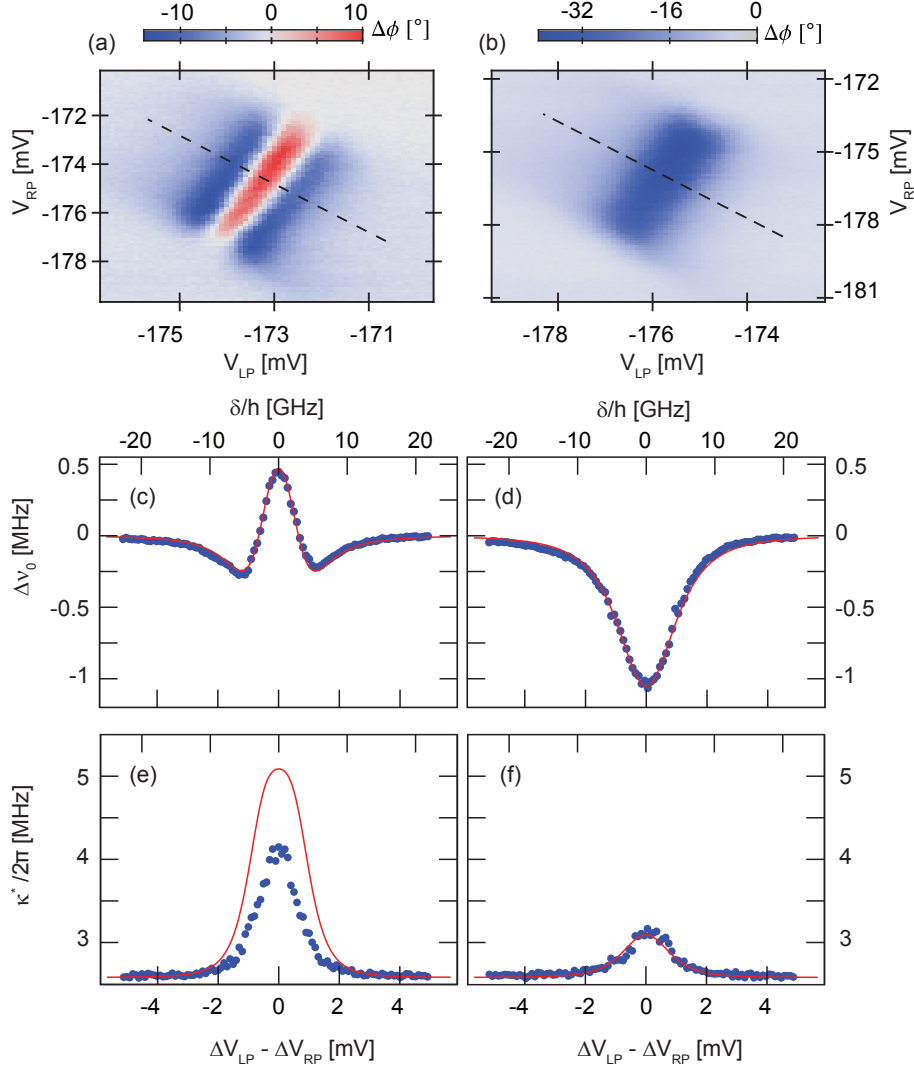 -10 0 10 Δϕ [°]
(a)
-172
-174
-176
-178
V_RP [mV]
-175 -173 -171
V_LP [mV]
-32 -16 0 Δϕ [°]
(b)
-172
-175
-178
-181
V_RP [mV]
-178 -176 -174
V_LP [mV]
δ/h [GHz]
-20 -10 0 10 20
(c)
0.5
0
-0.5
-1
Δν₀ [MHz]
δ/h [GHz]
-20 -10 0 10 20
(d)
0.5
0
-0.5
-1
(e)
5
4
3
κ*/2π [MHz]
-4 -2 0 2 4
ΔV_LP - ΔV_RP [mV]
(f)
5
4
3
-4 -2 0 2 4
ΔV_LP - ΔV_RP [mV]